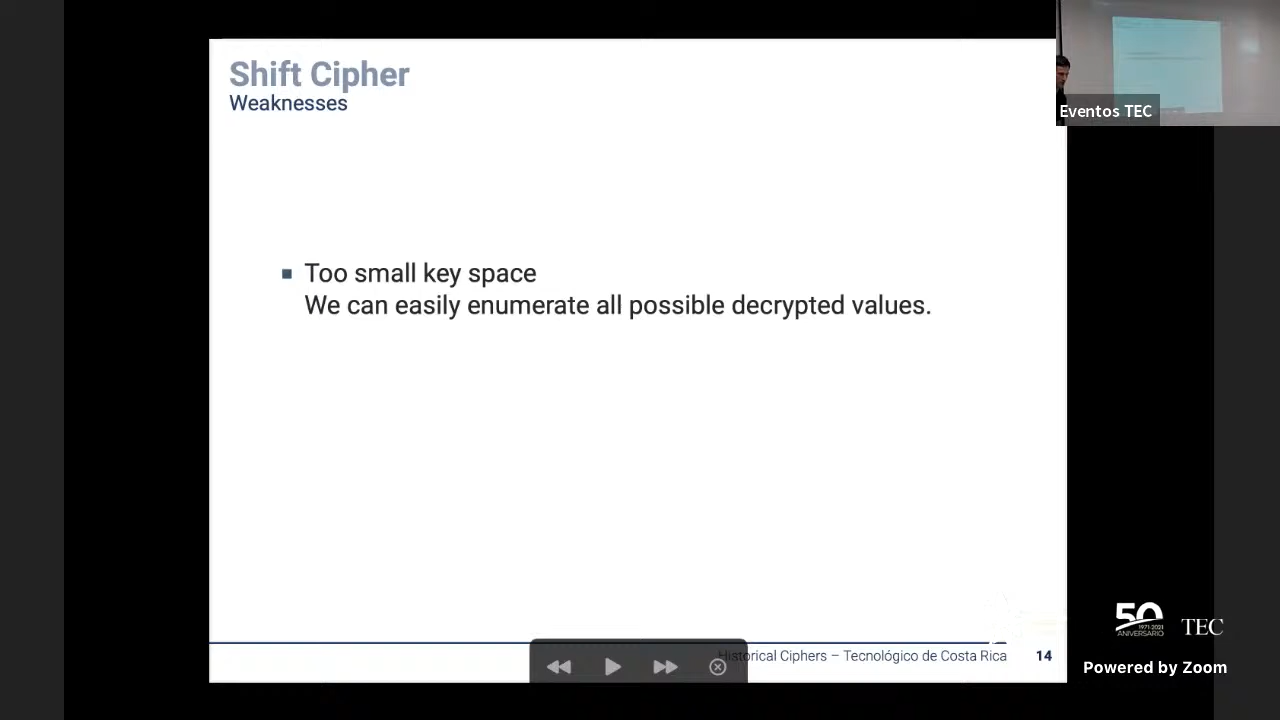 Shift Cipher
Weaknesses
Eventos TEC
Too small key space
We can easily enumerate all possible decrypted values.
Historical Ciphers – Tecnológico de Costa Rica
14
50
1971-2021
ANIVERSARIO
TEC
Powered by Zoom